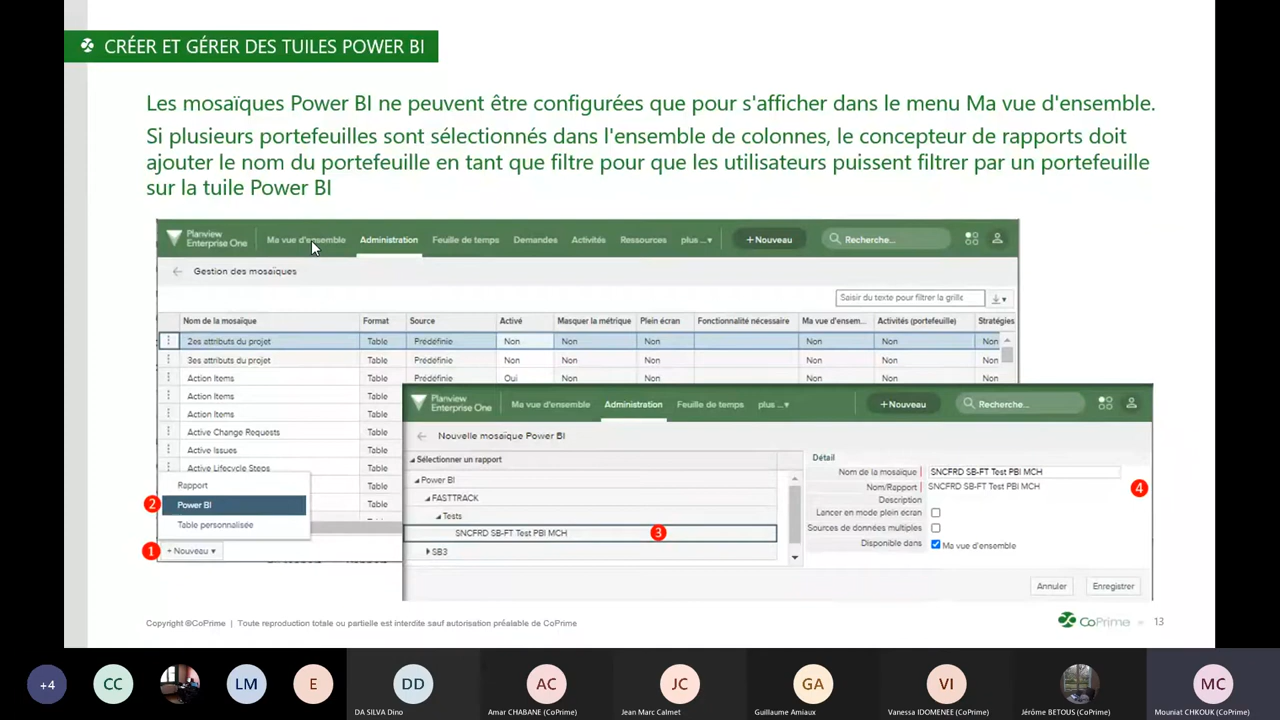 CRÉER ET GÉRER DES TUILES POWER BI
Les mosaïques Power BI ne peuvent être configurées que pour s'afficher dans le menu Ma vue d'ensemble.
Si plusieurs portefeuilles sont sélectionnés dans l'ensemble de colonnes, le concepteur de rapports doit
ajouter le nom du portefeuille en tant que filtre pour que les utilisateurs puissent filtrer par un portefeuille
sur la tuile Power BI
Planview Enterprise One Ma vue d'ensemble Administration Feuille de temps Demandes Activités Ressources plus ...▾ +Nouveau Recherche...
← Gestion des mosaïques
Saisir du texte pour filtrer la grille
Nom de la mosaïque Format Source Activé Masquer la métrique Plein écran Fonctionnalité nécessaire Ma vue d'ensem... Activités (portefeuille) Stratégies
2es attributs du projet Table Prédéfinie Non Non Non Non Non Non
3es attributs du projet Table Prédéfinie Non Non Non Non Non Non
Action Items Table Prédéfinie Oui Non Non Non Non Non
Action Items Table
Action Items Table
Active Change Requests Table
Active Issues Table
Active Lifecycle Steps Table
Rapport
2 Power BI Table
Table personnalisée Table
1 + Nouveau ▾
Planview Enterprise One Ma vue d'ensemble Administration Feuille de temps plus ...▾ +Nouveau Recherche...
← Nouvelle mosaïque Power BI
Sélectionner un rapport
Power BI
FASTTRACK
Tests
SNCFRD SB-FT Test PBI MCH 3
SB3
Détail
Nom de la mosaïque SNCFRD SB-FT Test PBI MCH
Nom/Rapport SNCFRD SB-FT Test PBI MCH 4
Description
Lancer en mode plein écran
Sources de données multiples
Disponible dans Ma vue d'ensemble
Annuler Enregistrer
Copyright ®CoPrime | Toute reproduction totale ou partielle est interdite sauf autorisation préalable de CoPrime
CoPrime 13
+4 CC LM E DD AC JC GA VI MC
DA SILVA Dino Amar CHABANE (CoPrime) Jean Marc Calmet Guillaume Amiaux Vanessa IDOMENEE (CoPrime) Jérôme BETOUS (CoPrime) Mouniat CHKOUK (CoPrime)